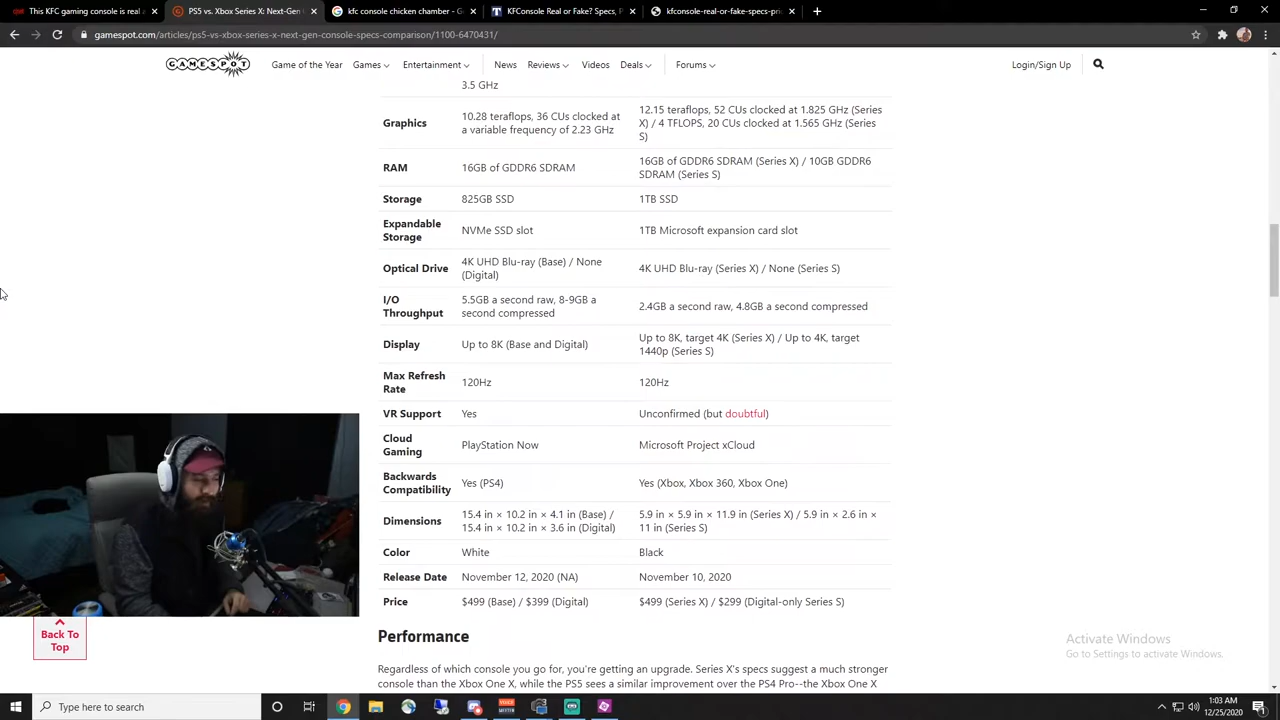 This KFC gaming console is real a
PS5 vs. Xbox Series X: Next-Gen
kfc console chicken chamber - G
KFConsole Real or Fake? Specs, P
kfconsole-real-or-fake-specs-pric
gamespot.com/articles/ps5-vs-xbox-series-x-next-gen-console-specs-comparison/1100-6470431/
GAMESPOT
Game of the Year
Games
Entertainment
News
Reviews
Videos
Deals
Forums
Login/Sign Up
3.5 GHz
Graphics
10.28 teraflops, 36 CUs clocked at
a variable frequency of 2.23 GHz
12.15 teraflops, 52 CUs clocked at 1.825 GHz (Series
X) / 4 TFLOPS, 20 CUs clocked at 1.565 GHz (Series
S)
RAM
16GB of GDDR6 SDRAM
16GB of GDDR6 SDRAM (Series X) / 10GB GDDR6
SDRAM (Series S)
Storage
825GB SSD
1TB SSD
Expandable
Storage
NVMe SSD slot
1TB Microsoft expansion card slot
Optical Drive
4K UHD Blu-ray (Base) / None
(Digital)
4K UHD Blu-ray (Series X) / None (Series S)
I/O
Throughput
5.5GB a second raw, 8-9GB a
second compressed
2.4GB a second raw, 4.8GB a second compressed
Display
Up to 8K (Base and Digital)
Up to 8K, target 4K (Series X) / Up to 4K, target
1440p (Series S)
Max Refresh
Rate
120Hz
120Hz
VR Support
Yes
Unconfirmed (but doubtful)
Cloud
Gaming
PlayStation Now
Microsoft Project xCloud
Backwards
Compatibility
Yes (PS4)
Yes (Xbox, Xbox 360, Xbox One)
Dimensions
15.4 in × 10.2 in × 4.1 in (Base) /
15.4 in × 10.2 in × 3.6 in (Digital)
5.9 in × 5.9 in × 11.9 in (Series X) / 5.9 in × 2.6 in ×
11 in (Series S)
Color
White
Black
Release Date
November 12, 2020 (NA)
November 10, 2020
Price
$499 (Base) / $399 (Digital)
$499 (Series X) / $299 (Digital-only Series S)
Back To
Top
Performance
Regardless of which console you go for, you're getting an upgrade. Series X's specs suggest a much stronger
console than the Xbox One X, while the PS5 sees a similar improvement over the PS4 Pro--the Xbox One X
Activate Windows
Go to Settings to activate Windows.
Type here to search
1:03 AM
12/25/2020